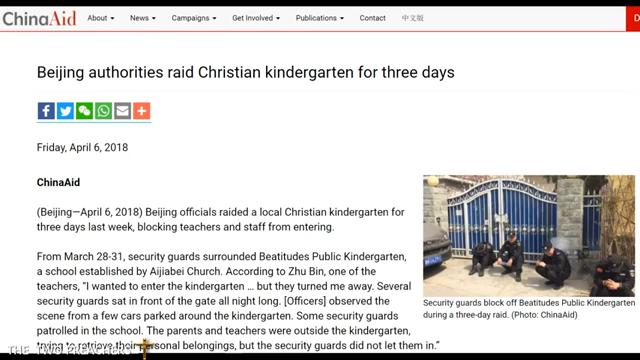 ChinaAid
About
News
Campaigns
Get Involved
Publications
Contact
中文版
D
Beijing authorities raid Christian kindergarten for three days
Friday, April 6, 2018
ChinaAid
(Beijing—April 6, 2018) Beijing officials raided a local Christian kindergarten for
three days last week, blocking teachers and staff from entering.
From March 28-31, security guards surrounded Beatitudes Public Kindergarten,
a school established by Aijiabei Church. According to Zhu Bin, one of the
teachers, "I wanted to enter the kindergarten … but they turned me away. Several
security guards sat in front of the gate all night long. [Officers] observed the
scene from a few cars parked around the kindergarten. Some security guards
patrolled in the school. The parents and teachers were outside the kindergarten,
trying to retrieve their personal belongings, but the security guards did not let them in."
Security guards block off Beatitudes Public Kindergarten
during a three-day raid. (Photo: ChinaAid)
THE TWO PREACHERS